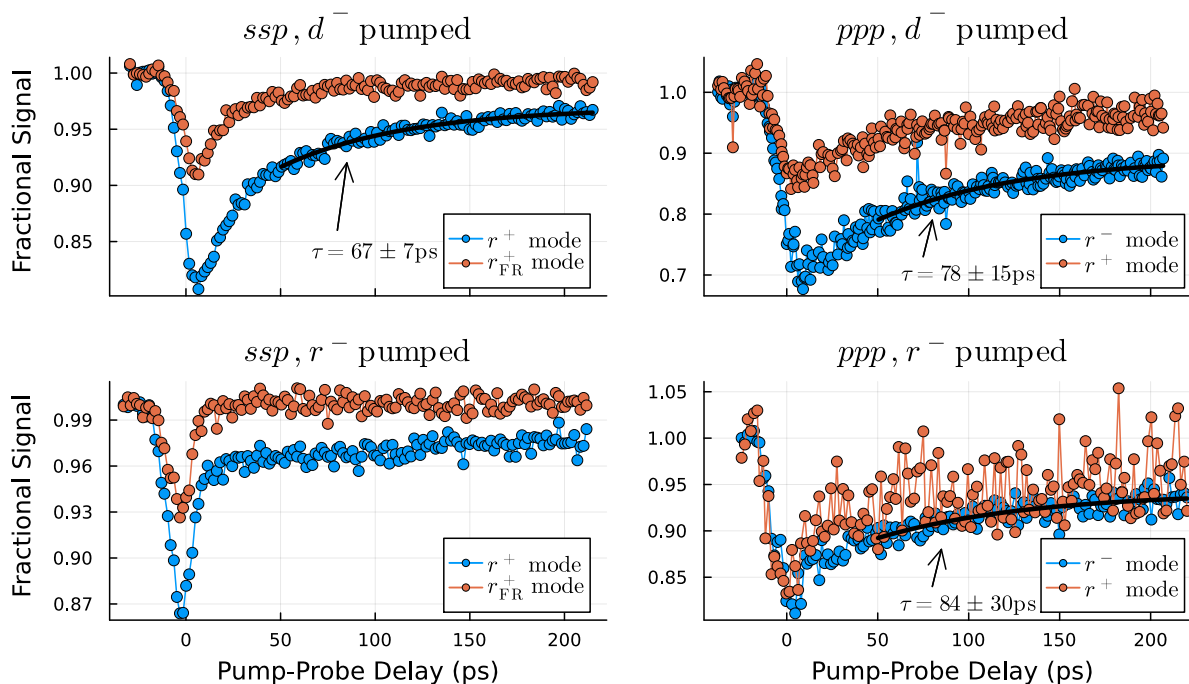 ssp, d⁻ pumped
Fractional Signal
1.00
0.95
0.90
0.85
τ = 67 ± 7ps
r⁺ mode
r⁺_FR mode
ppp, d⁻ pumped
1.0
0.9
0.8
0.7
τ = 78 ± 15ps
r⁻ mode
r⁺ mode
ssp, r⁻ pumped
Fractional Signal
0.99
0.96
0.93
0.90
0.87
r⁺ mode
r⁺_FR mode
0 50 100 150 200
Pump-Probe Delay (ps)
ppp, r⁻ pumped
1.05
1.00
0.95
0.90
0.85
τ = 84 ± 30ps
r⁻ mode
r⁺ mode
0 50 100 150 200
Pump-Probe Delay (ps)